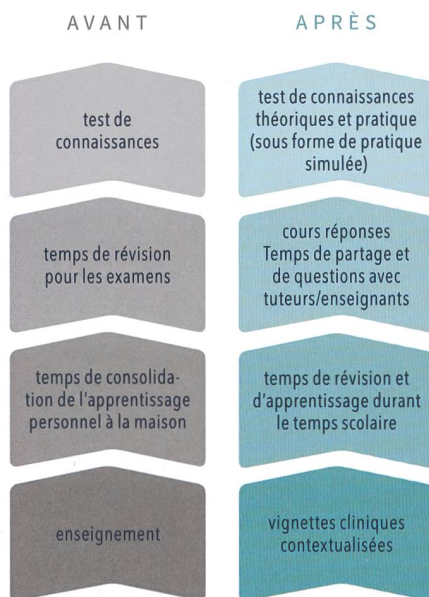 AVANT
APRÈS
test de
connaissances
test de connaissances
théoriques et pratique
(sous forme de pratique
simulée)
temps de révision
pour les examens
cours réponses
Temps de partage et
de questions avec
tuteurs/enseignants
temps de consolida-
tion de l'apprentissage
personnel à la maison
temps de révision et
d'apprentissage durant
le temps scolaire
enseignement
vignettes cliniques
contextualisées